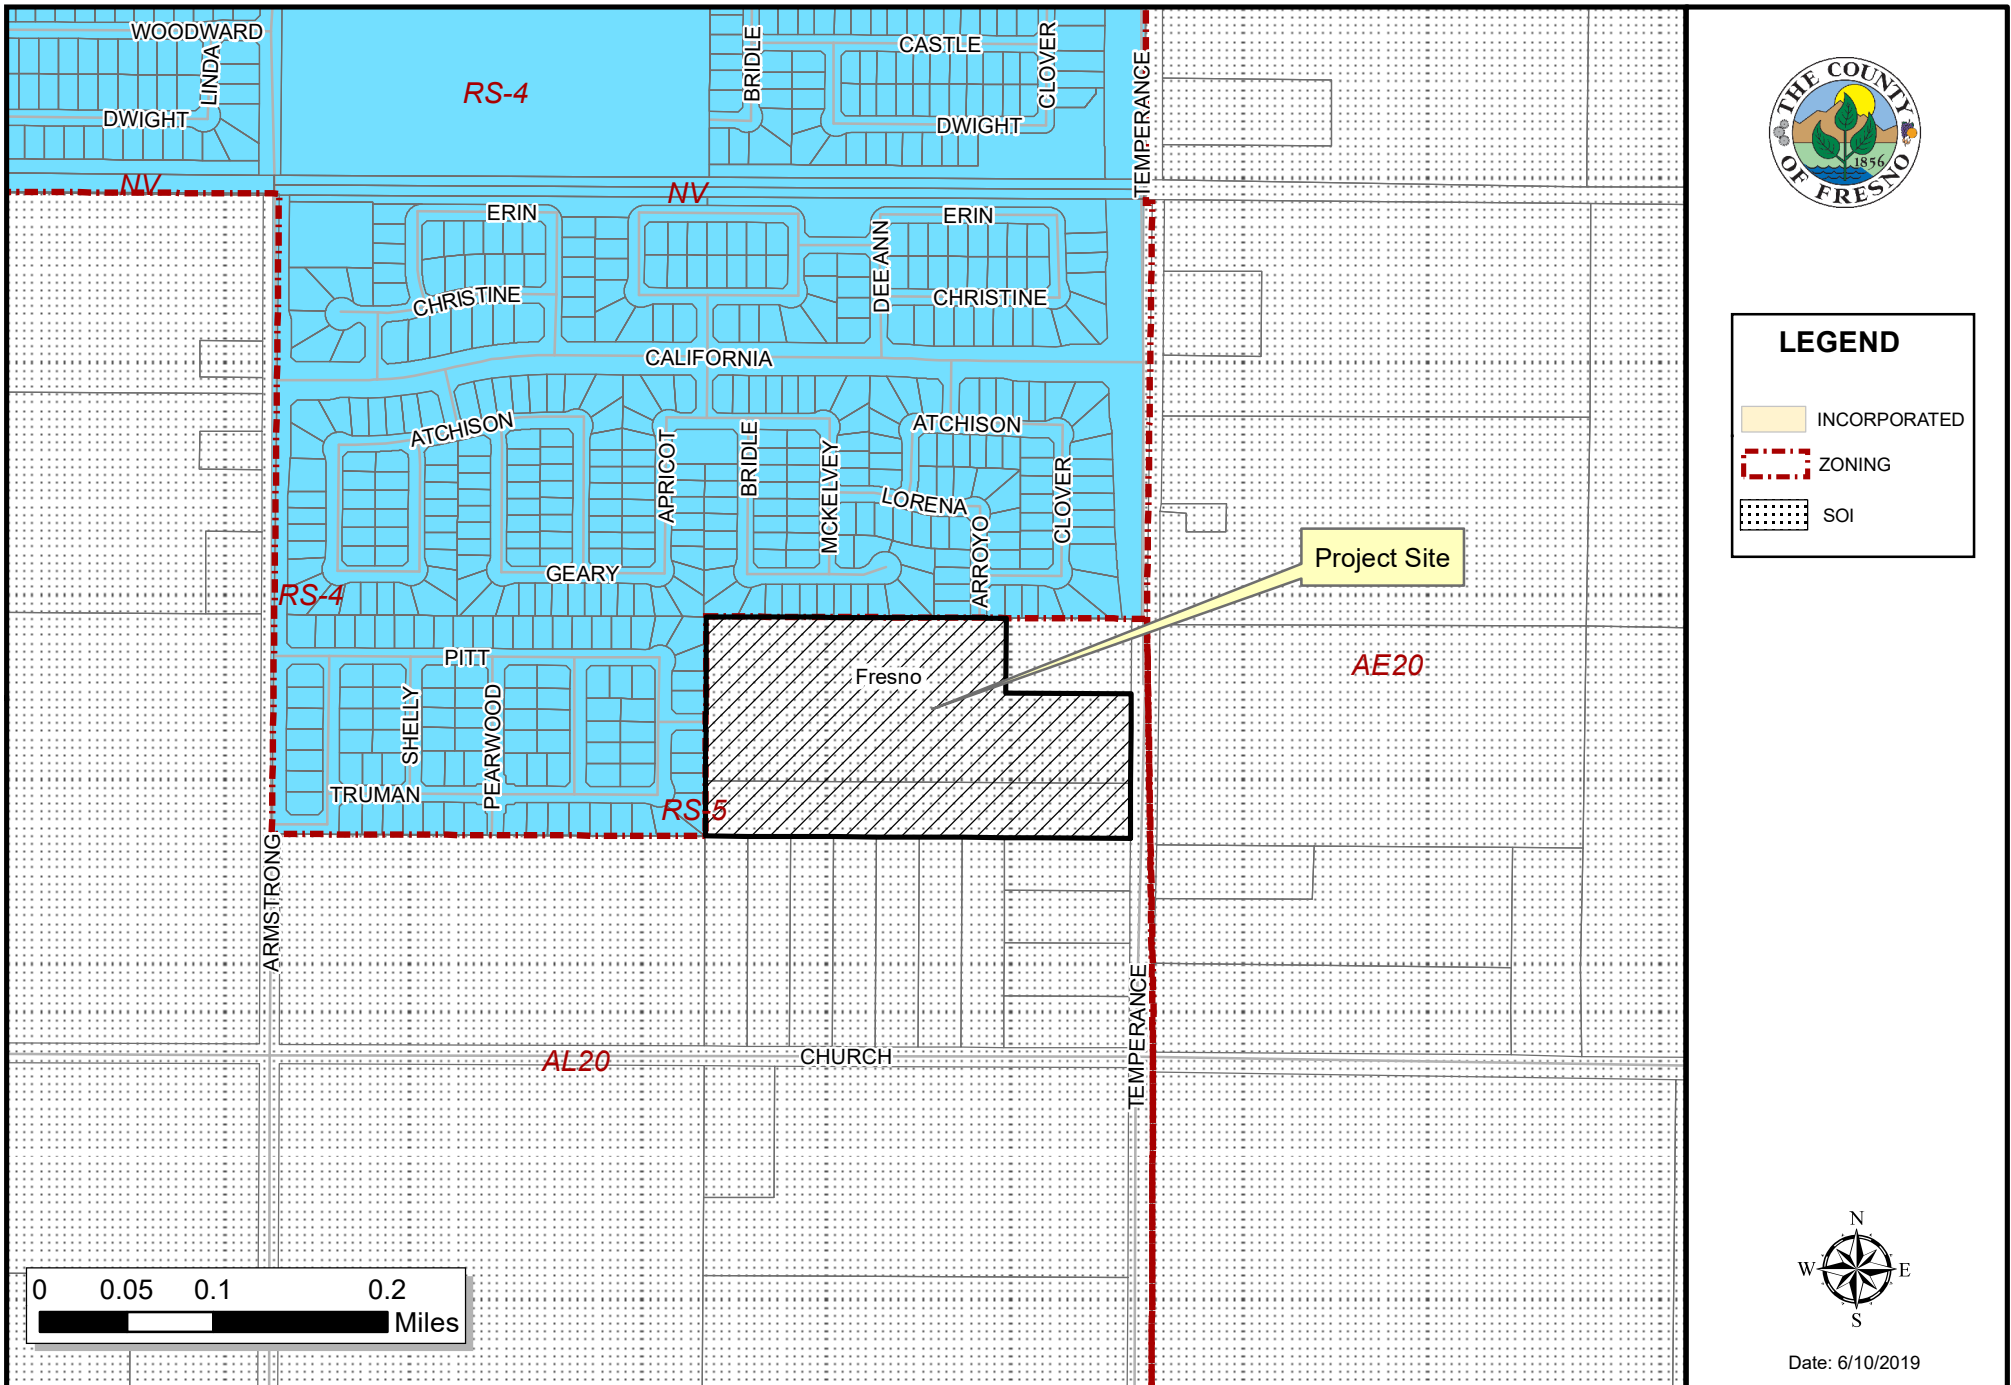 WOODWARD
LINDA
DWIGHT
RS-4
BRIDLE
CASTLE
CLOVER
DWIGHT
TEMPERANCE
NV
NV
ERIN
ERIN
DEE ANN
CHRISTINE
CHRISTINE
CALIFORNIA
ATCHISON
APRICOT
BRIDLE
MCKELVEY
ATCHISON
LORENA
CLOVER
ARROYO
GEARY
RS-4
Project Site
PITT
Fresno
AE20
SHELLY
PEARWOOD
TRUMAN
RS-5
ARMSTRONG
TEMPERANCE
AL20
CHURCH
0 0.05 0.1 0.2
Miles
THE COUNTY
OF FRESNO
1856
LEGEND
INCORPORATED
ZONING
SOI
N
W E
S
Date: 6/10/2019